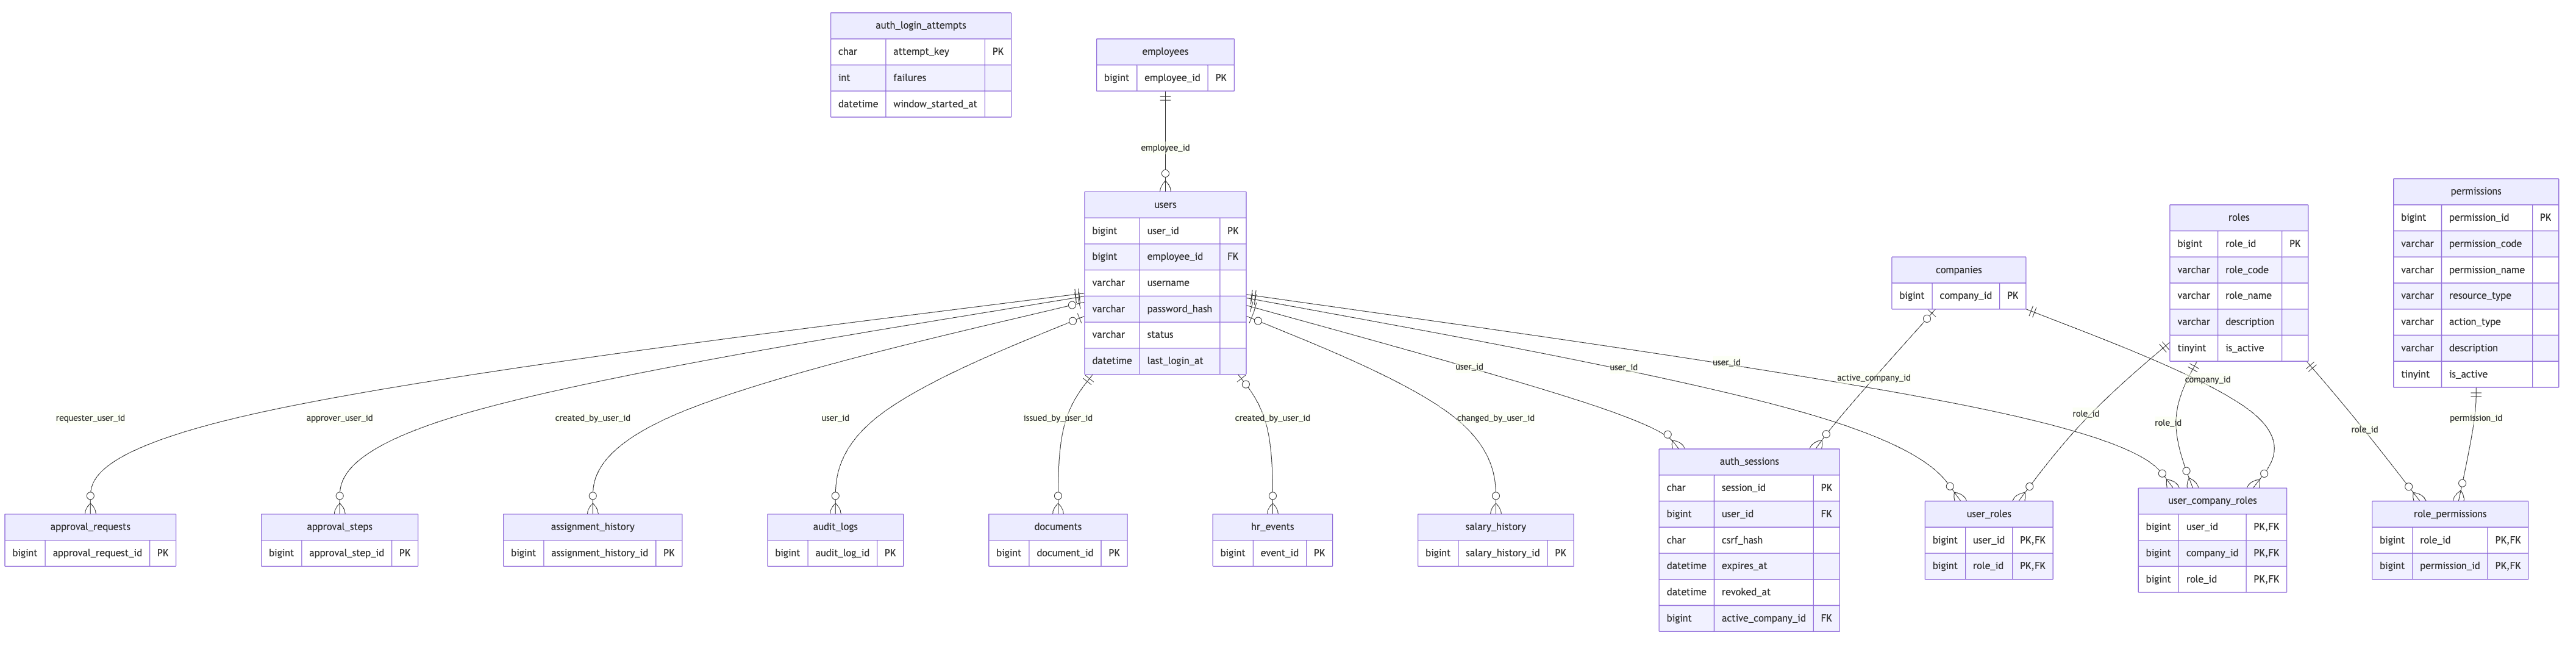 auth_login_attempts
char attempt_key PK
int failures
datetime window_started_at
employees
bigint employee_id PK
employee_id
users
bigint user_id PK
bigint employee_id FK
varchar username
varchar password_hash
varchar status
datetime last_login_at
companies
bigint company_id PK
roles
bigint role_id PK
varchar role_code
varchar role_name
varchar description
tinyint is_active
permissions
bigint permission_id PK
varchar permission_code
varchar permission_name
varchar resource_type
varchar action_type
varchar description
tinyint is_active
requester_user_id
approver_user_id
created_by_user_id
user_id
issued_by_user_id
created_by_user_id
changed_by_user_id
user_id
user_id
user_id
active_company_id
company_id
role_id
role_id
role_id
permission_id
approval_requests
bigint approval_request_id PK
approval_steps
bigint approval_step_id PK
assignment_history
bigint assignment_history_id PK
audit_logs
bigint audit_log_id PK
documents
bigint document_id PK
hr_events
bigint event_id PK
salary_history
bigint salary_history_id PK
auth_sessions
char session_id PK
bigint user_id FK
char csrf_hash
datetime expires_at
datetime revoked_at
bigint active_company_id FK
user_roles
bigint user_id PK,FK
bigint role_id PK,FK
user_company_roles
bigint user_id PK,FK
bigint company_id PK,FK
bigint role_id PK,FK
role_permissions
bigint role_id PK,FK
bigint permission_id PK,FK